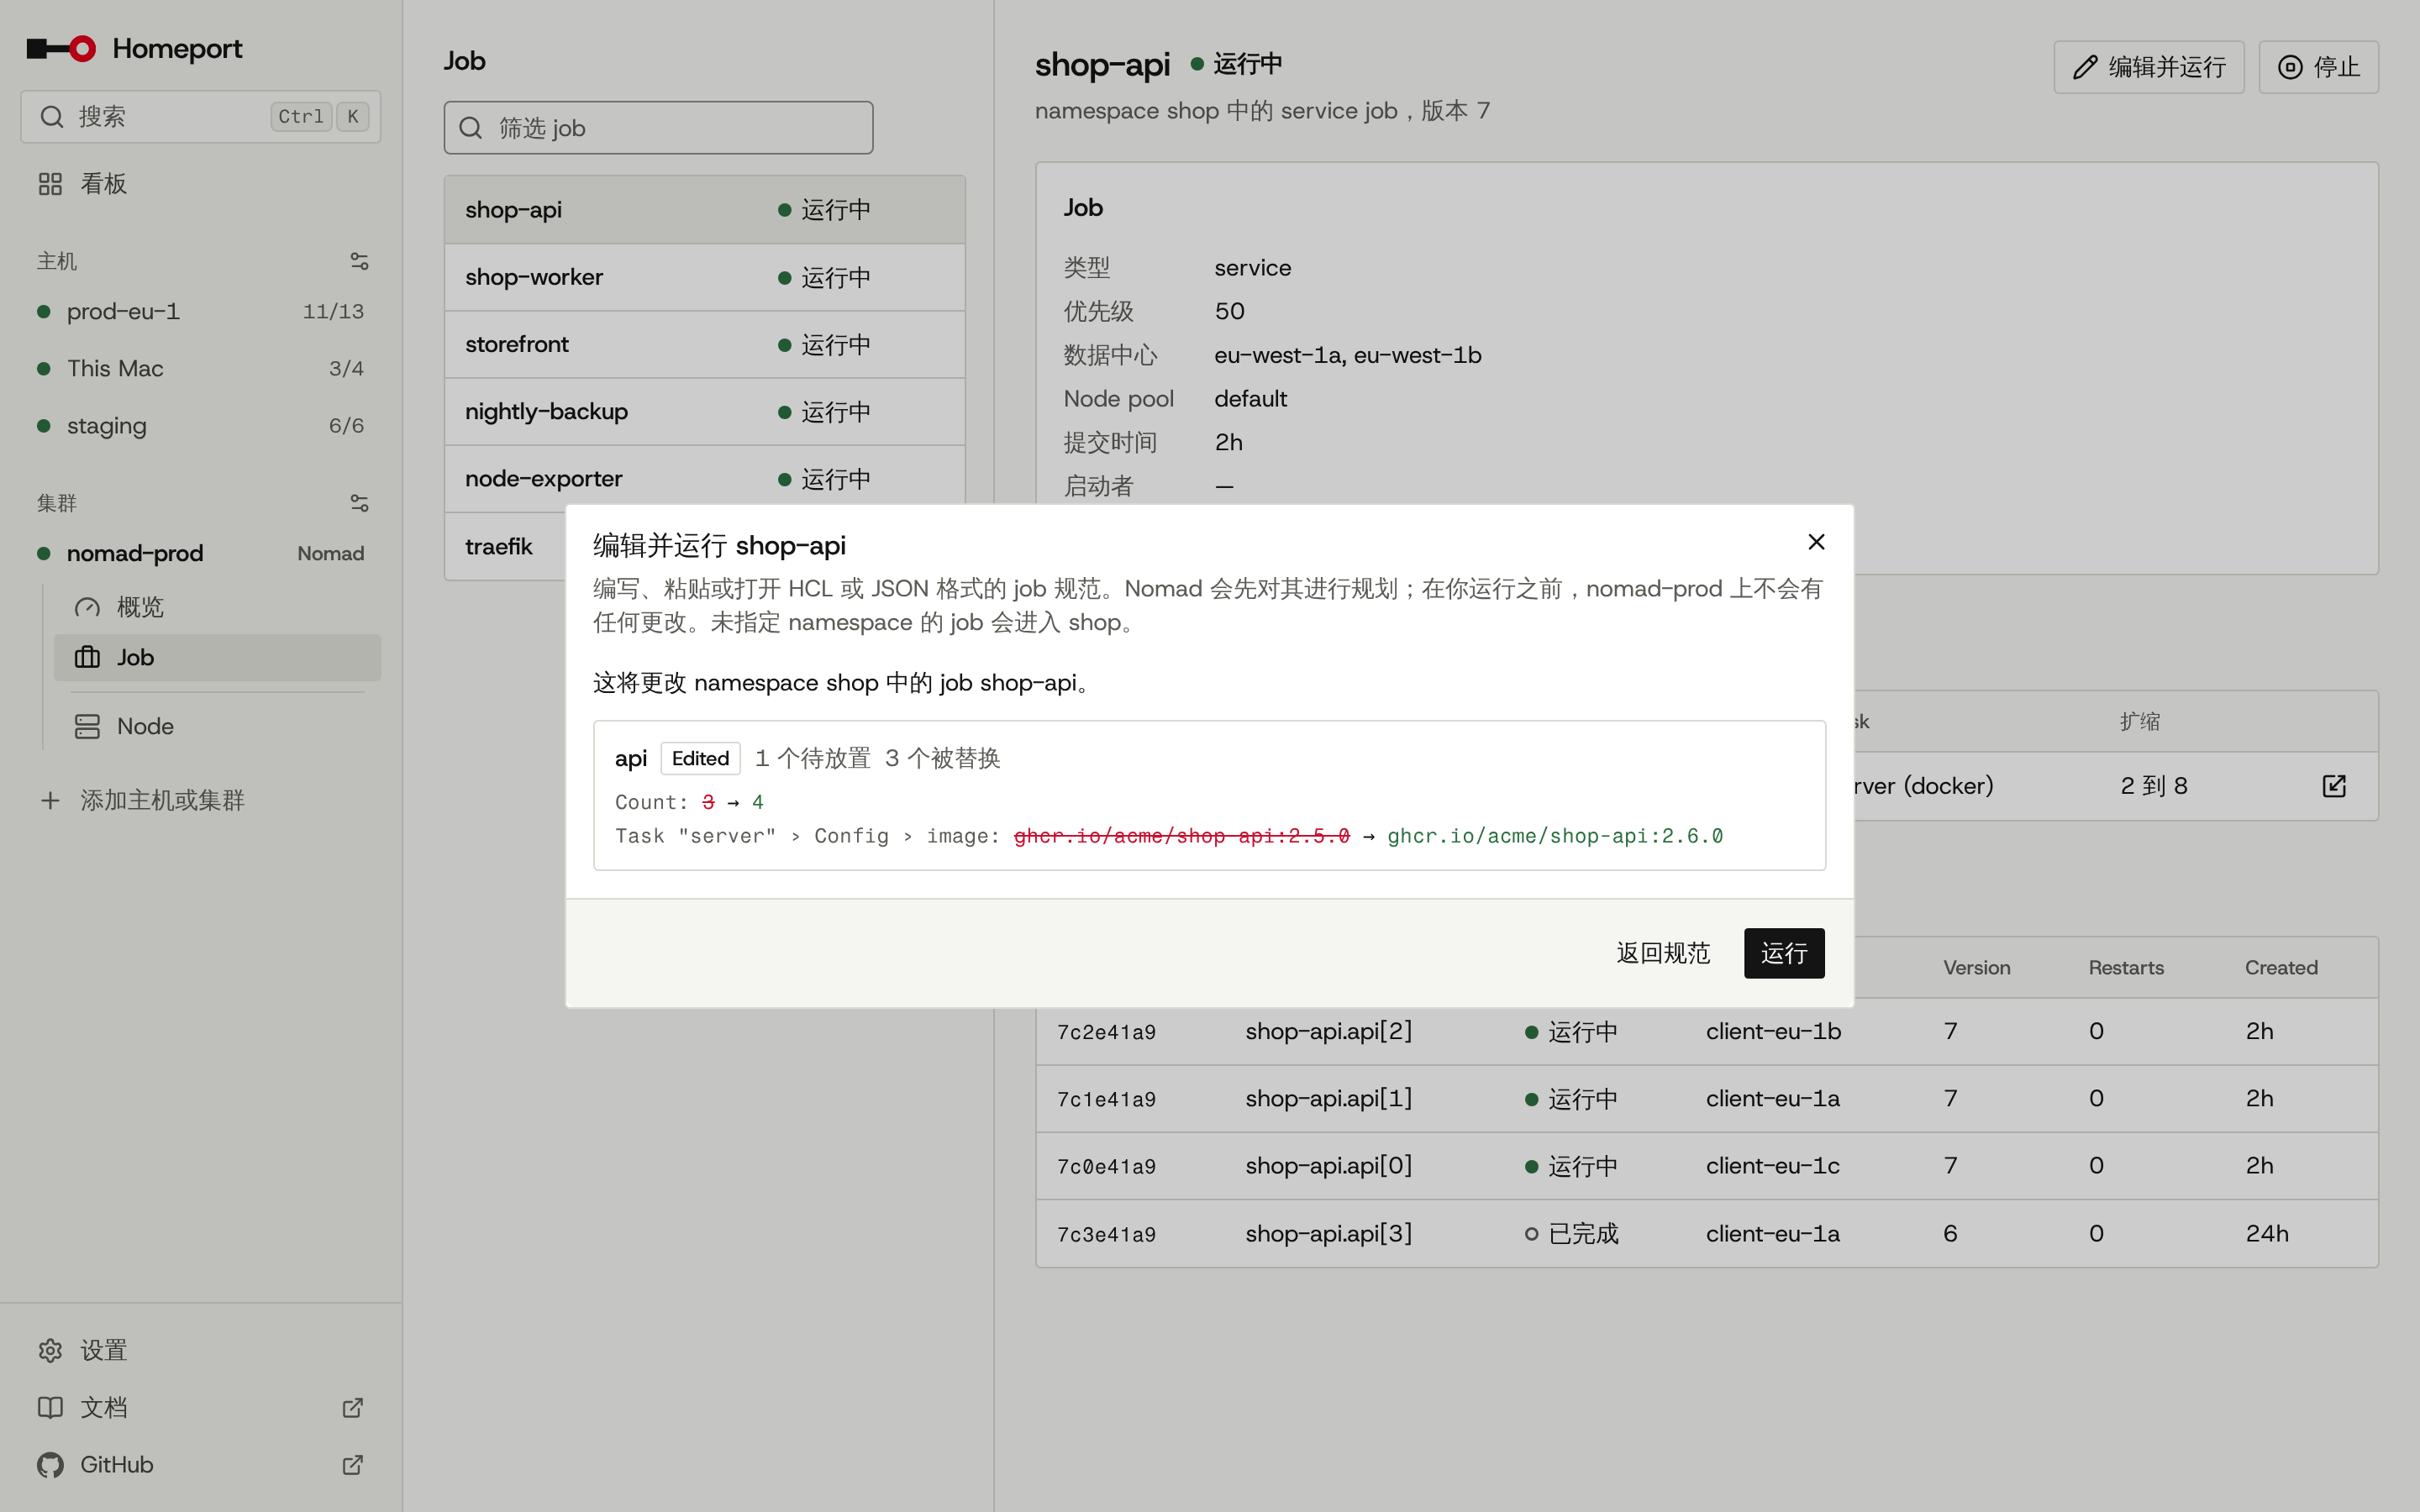 Homeport
搜索 Ctrl K
看板
主机
prod-eu-1 11/13
This Mac 3/4
staging 6/6
集群
nomad-prod Nomad
概览
Job
Node
添加主机或集群
设置
文档
GitHub
Job
筛选 job
shop-api 运行中
shop-worker 运行中
storefront 运行中
nightly-backup 运行中
node-exporter 运行中
traefik
shop-api 运行中
编辑并运行 停止
namespace shop 中的 service job，版本 7
Job
类型 service
优先级 50
数据中心 eu-west-1a, eu-west-1b
Node pool default
提交时间 2h
启动者 —
编辑并运行 shop-api
编写、粘贴或打开 HCL 或 JSON 格式的 job 规范。Nomad 会先对其进行规划；在你运行之前，nomad-prod 上不会有
任何更改。未指定 namespace 的 job 会进入 shop。
这将更改 namespace shop 中的 job shop-api。
api Edited 1 个待放置 3 个被替换
Count: 3 → 4
Task "server" › Config › image: ghcr.io/acme/shop-api:2.5.0 → ghcr.io/acme/shop-api:2.6.0
返回规范 运行
sk 扩缩
rver (docker) 2 到 8
Version Restarts Created
7c2e41a9 shop-api.api[2] 运行中 client-eu-1b 7 0 2h
7c1e41a9 shop-api.api[1] 运行中 client-eu-1a 7 0 2h
7c0e41a9 shop-api.api[0] 运行中 client-eu-1c 7 0 2h
7c3e41a9 shop-api.api[3] 已完成 client-eu-1a 6 0 24h